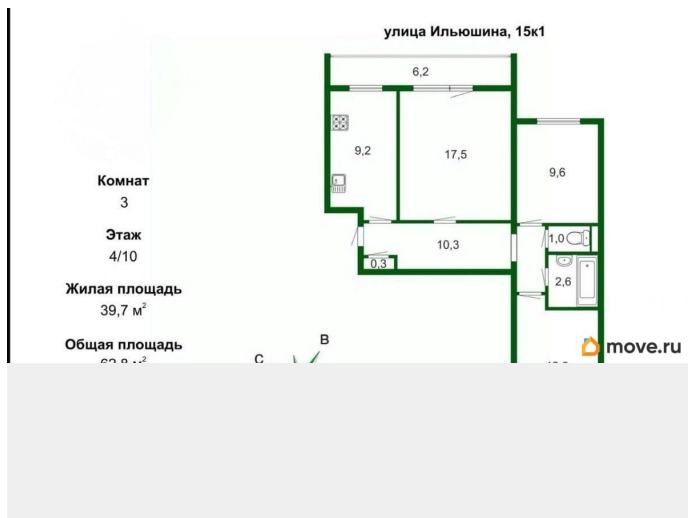 улица Ильюшина, 15к1
6,2
9,2
17,5
9,6
Комнат
3
1,0
Этаж
10,3
4/10
0,3
2,6
Жилая площадь
39,7 м²
В
Общая площадь
С
move.ru